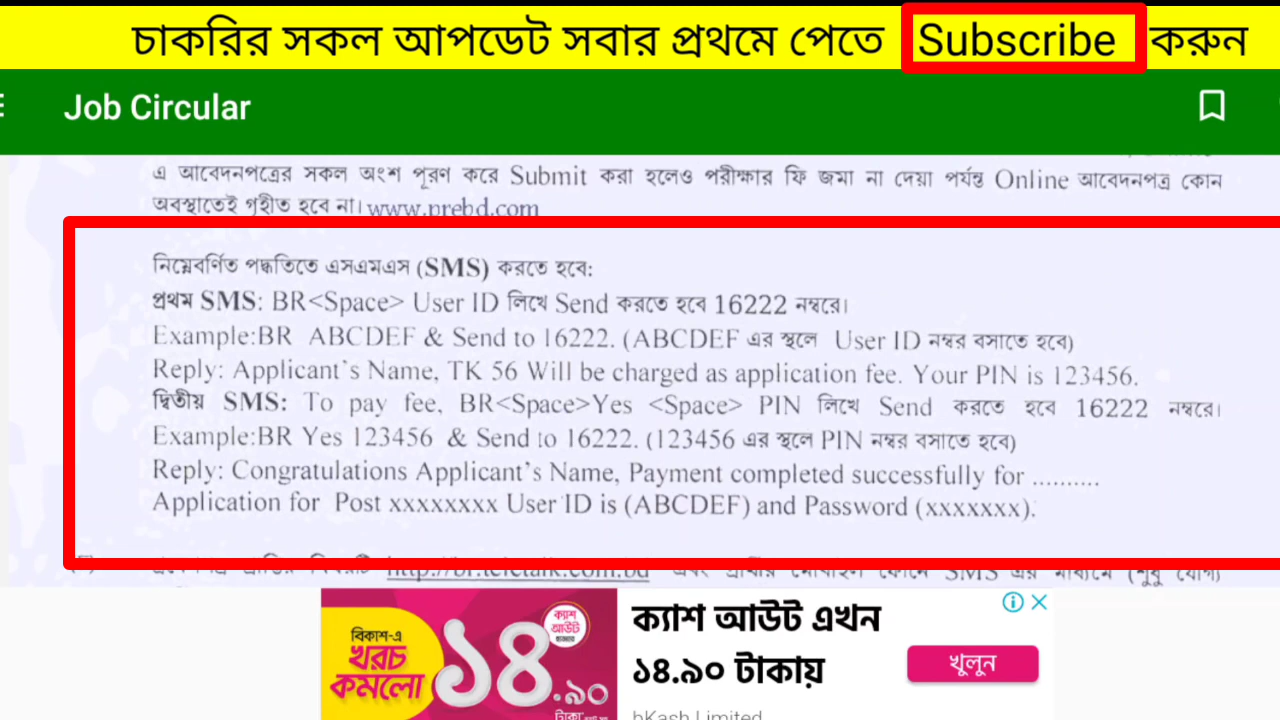 চাকরির সকল আপডেট সবার প্রথমে পেতে Subscribe করুন
Job Circular
এ আবেদনপত্রের সকল অংশ পূরণ করে Submit করা হলেও পরীক্ষার ফি জমা না দেয়া পর্যন্ত Online আবেদনপত্র কোন
অবস্থাতেই গৃহীত হবে না। www.prebd.com
নিম্নেবর্ণিত পদ্ধতিতে এসএমএস (SMS) করতে হবে:
প্রথম SMS: BR<Space> User ID লিখে Send করতে হবে 16222 নম্বরে।
Example:BR ABCDEF & Send to 16222. (ABCDEF এর স্থলে User ID নম্বর বসাতে হবে)
Reply: Applicant's Name, TK 56 Will be charged as application fee. Your PIN is 123456.
দ্বিতীয় SMS: To pay fee, BR<Space>Yes <Space> PIN লিখে Send করতে হবে 16222 নম্বরে।
Example:BR Yes 123456 & Send to 16222. (123456 এর স্থলে PIN নম্বর বসাতে হবে)
Reply: Congratulations Applicant's Name, Payment completed successfully for ..........
Application for Post xxxxxxxx User ID is (ABCDEF) and Password (xxxxxxx).
http://br.teletalk.com.bd এবং প্রার্থীর মোবাইল ফোনে SMS এর মাধ্যমে (শুধু যোগ্য)
বিকাশ-এ
খরচ
কমলো
১৪.৯০
টাকা
ক্যাশ
আউট
ক্যাশ আউট এখন
১৪.৯০ টাকায়
খুলুন
bKash Limited